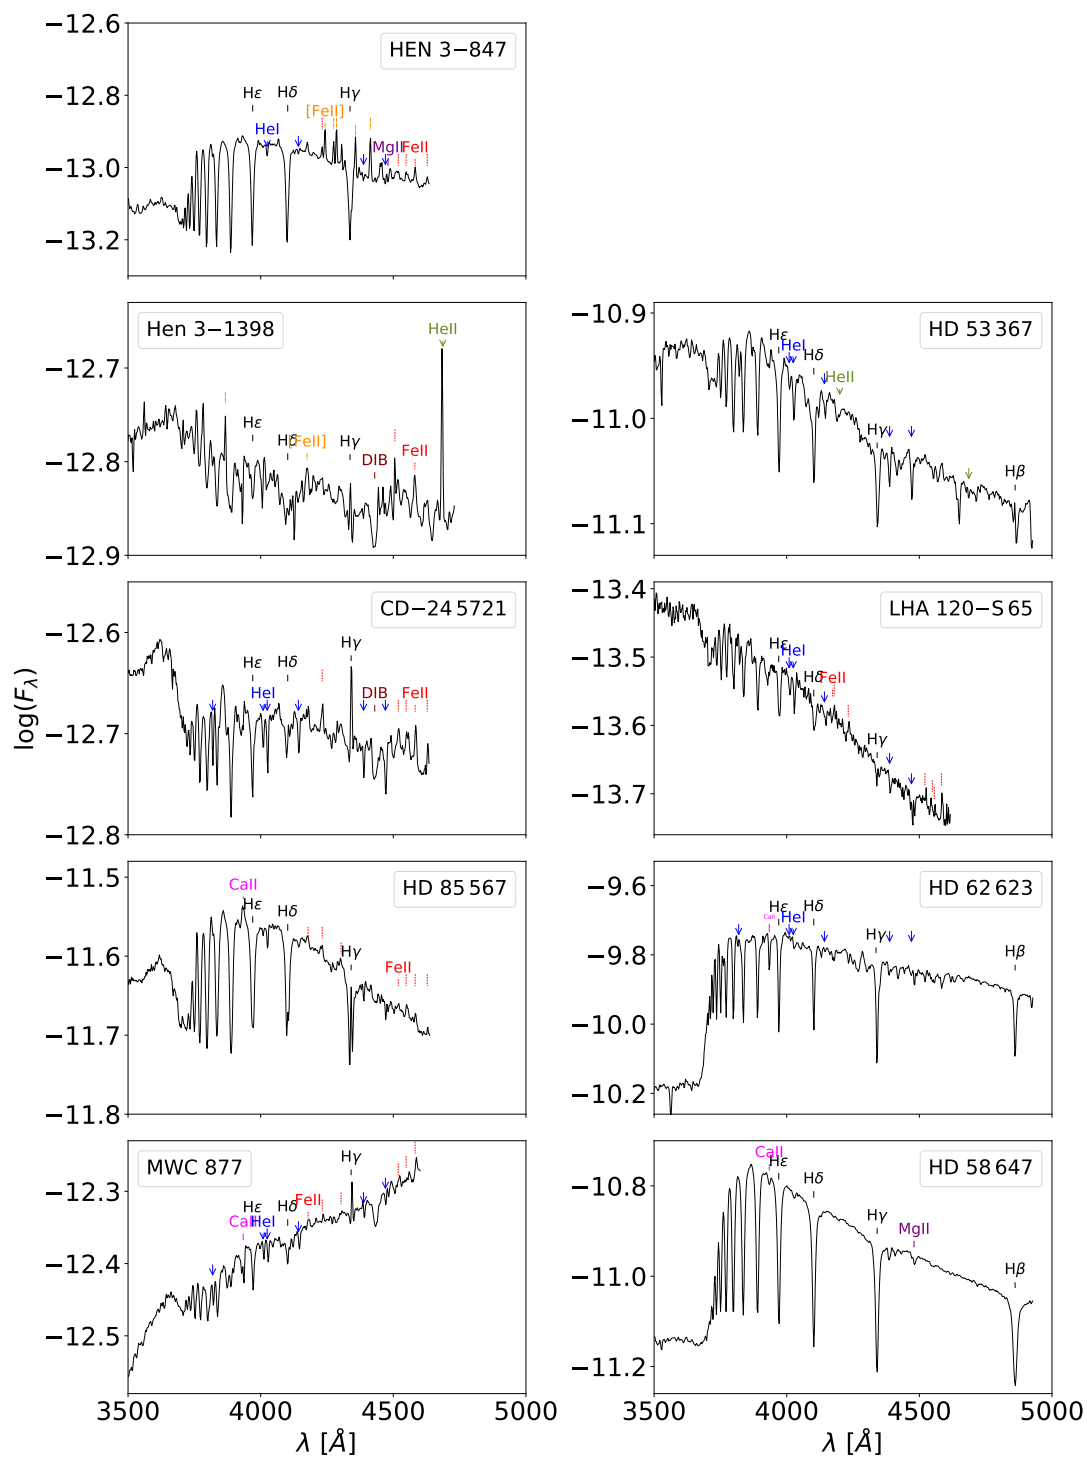 −12.6
HEN 3−847
−12.8
Hε Hδ Hγ
[FeII]
HeI
MgII FeII
−13.0
−13.2
Hen 3−1398
HeII
−12.7
Hε Hδ Hγ
[FeII]
DIB
FeII
−12.8
−12.9
−10.9
HD 53 367
Hε
HeI
Hδ
HeII
−11.0
Hγ
Hβ
−11.1
CD−24 5721
−12.6
Hε Hδ Hγ
HeI
DIB
FeII
−12.7
−12.8
log(Fλ)
−13.4
LHA 120−S 65
−13.5
Hε
HeI
Hδ
FeII
−13.6
Hγ
−13.7
−11.5
HD 85 567
CaII
Hε Hδ
−11.6
Hγ
FeII
−11.7
−11.8
−9.6
HD 62 623
CaII
Hε
HeI
Hδ
Hγ
Hβ
−9.8
−10.0
−10.2
MWC 877
Hγ
−12.3
FeII
Hε Hδ
CaII
HeI
−12.4
−12.5
3500 4000 4500 5000
λ [Å]
HD 58 647
CaII
Hε
Hδ
−10.8
Hγ
MgII
Hβ
−11.0
−11.2
3500 4000 4500 5000
λ [Å]